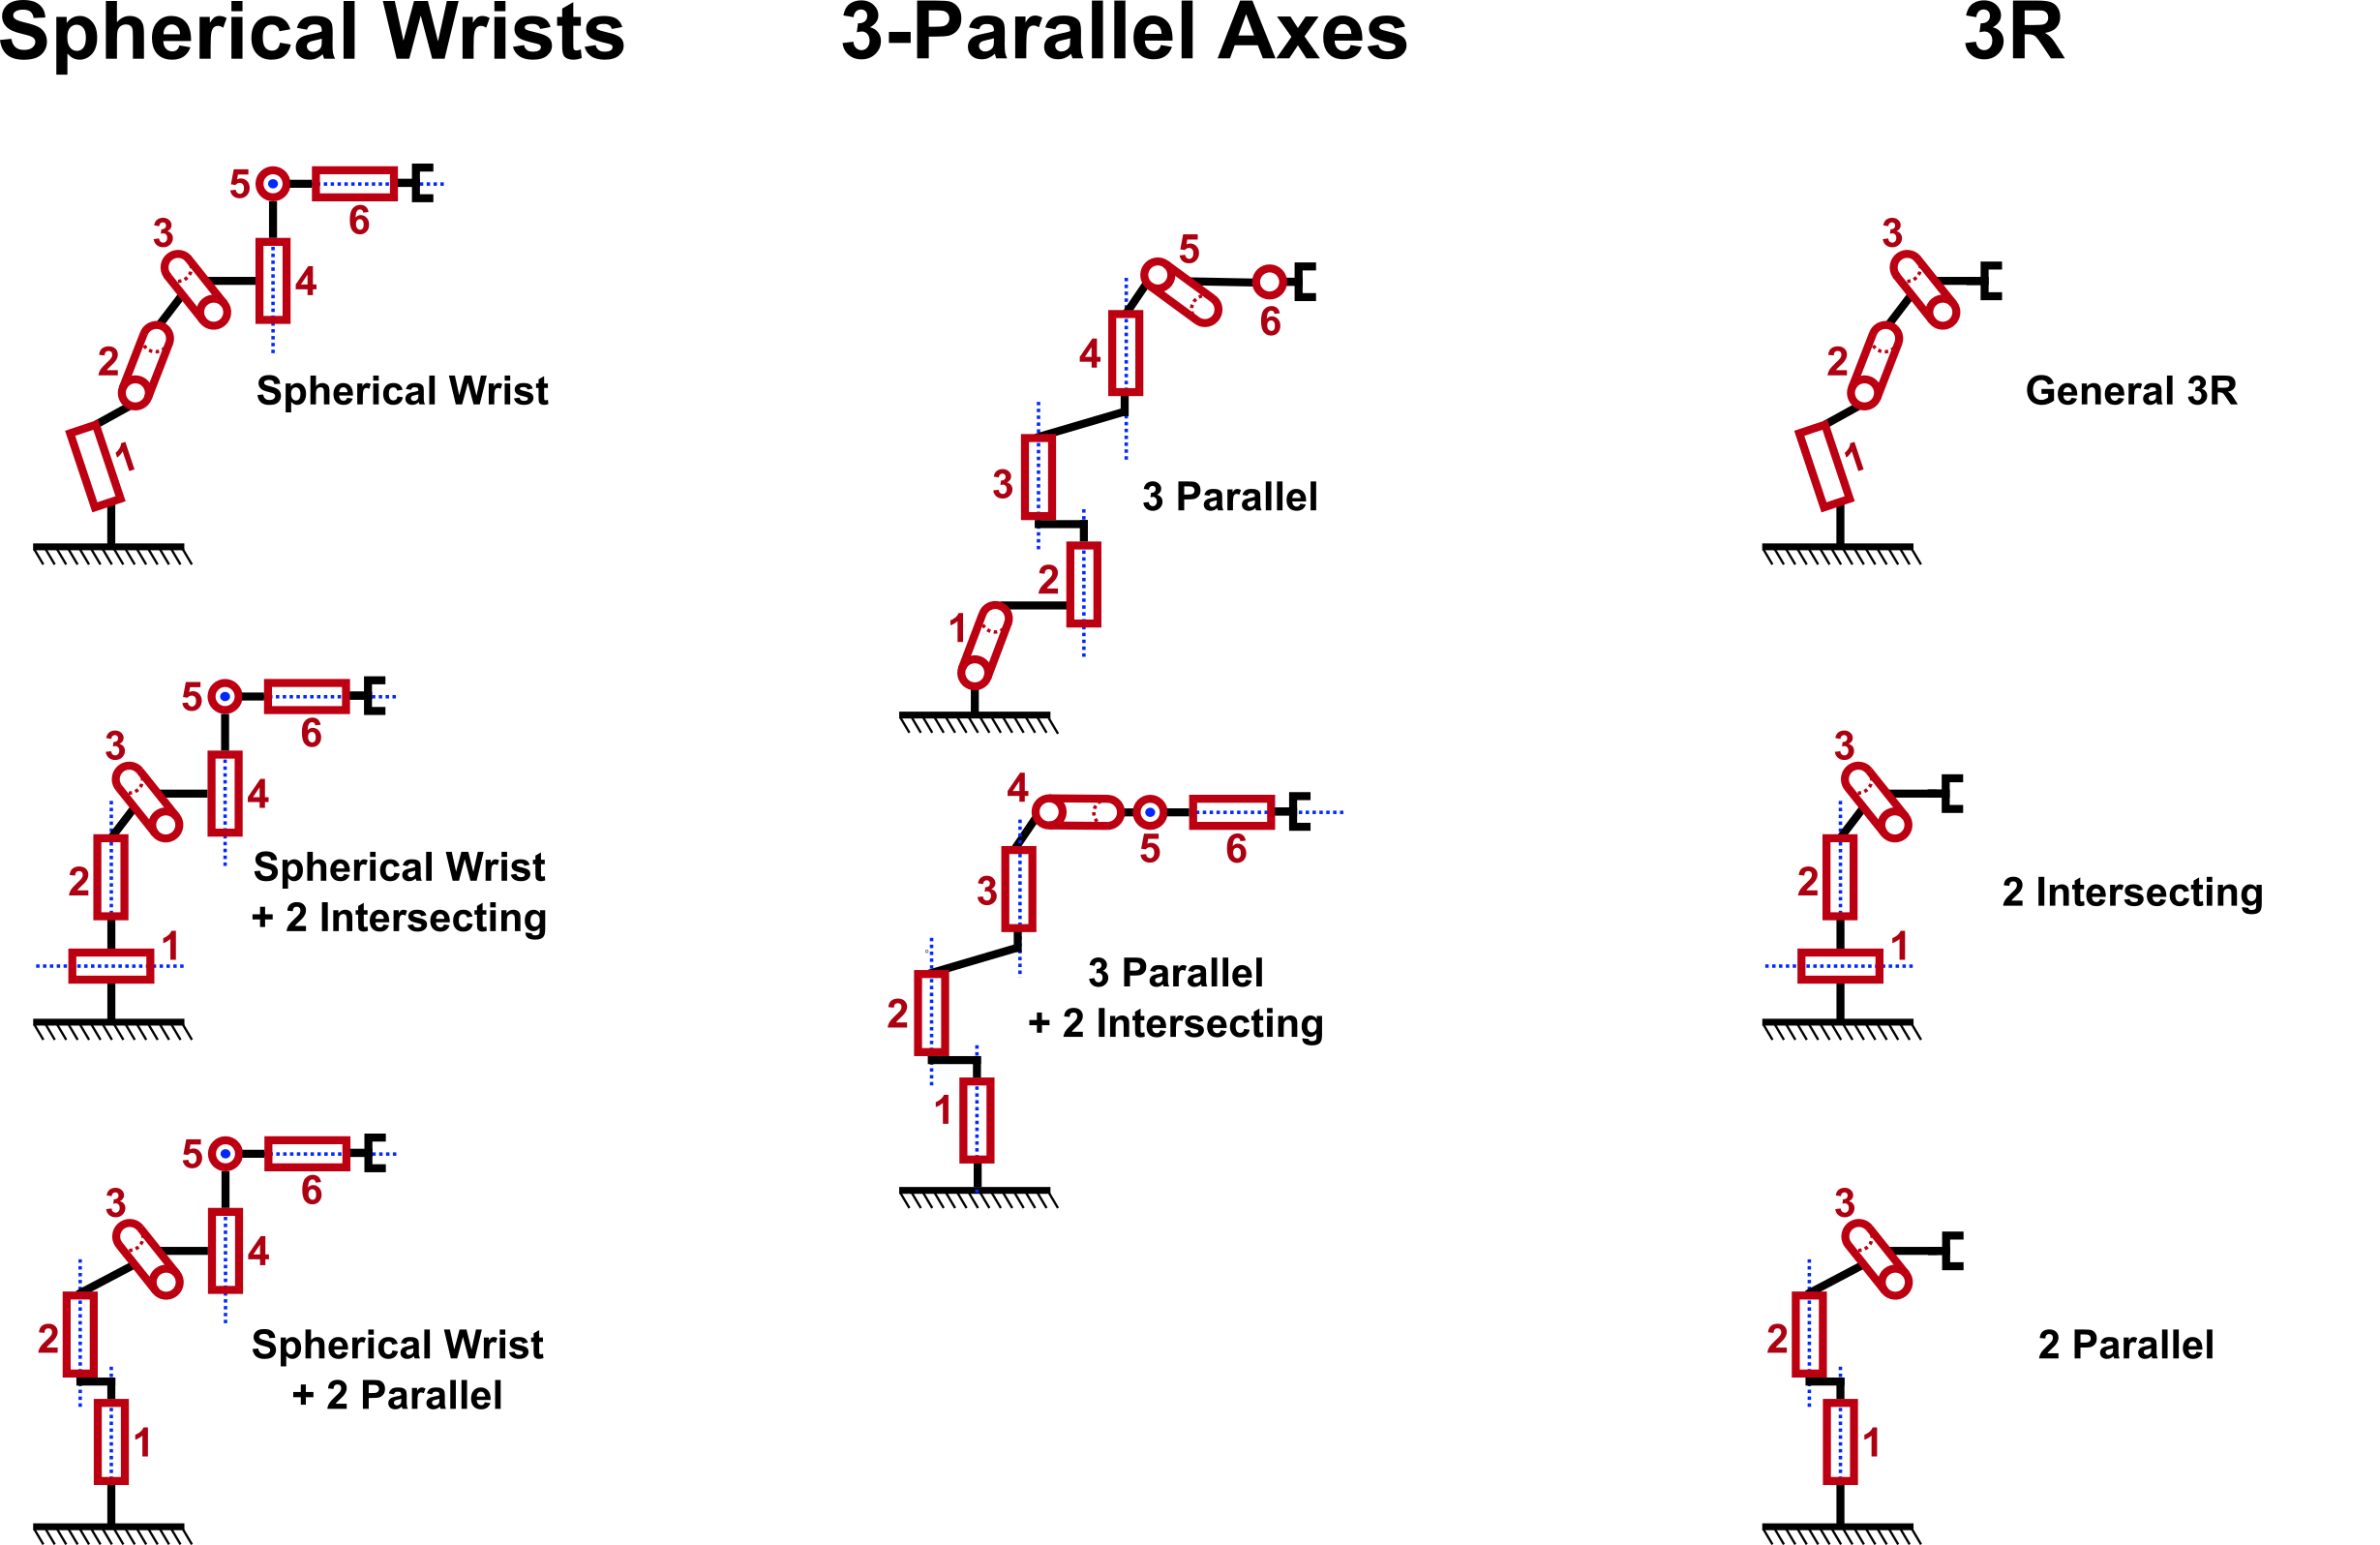 Spherical Wrists
3-Parallel Axes
3R
5
6
3
4
2
Spherical Wrist
1
5
6
3
4
2
Spherical Wrist
+ 2 Intersecting
1
5
6
3
4
2
Spherical Wrist
+ 2 Parallel
1
5
6
4
3
3 Parallel
2
1
4
5
6
3
2
3 Parallel
+ 2 Intersecting
1
3
2
General 3R
1
3
2
2 Intersecting
1
3
2
2 Parallel
1